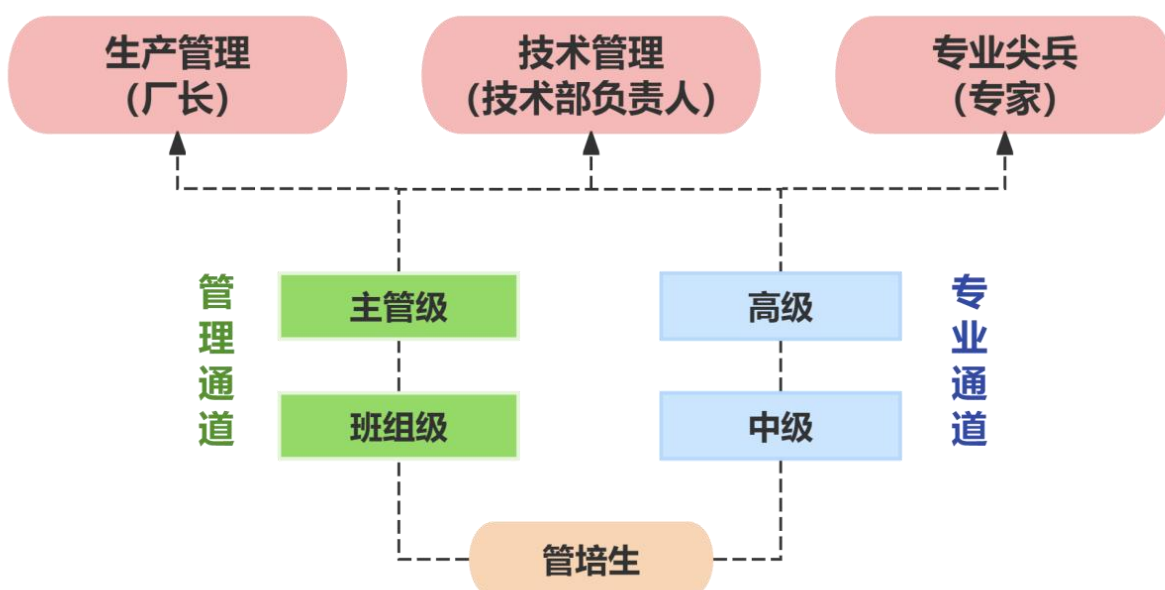 生产管理
（厂长）
技术管理
（技术部负责人）
专业尖兵
（专家）
管理通道
主管级
高级
专业通道
班组级
中级
管培生